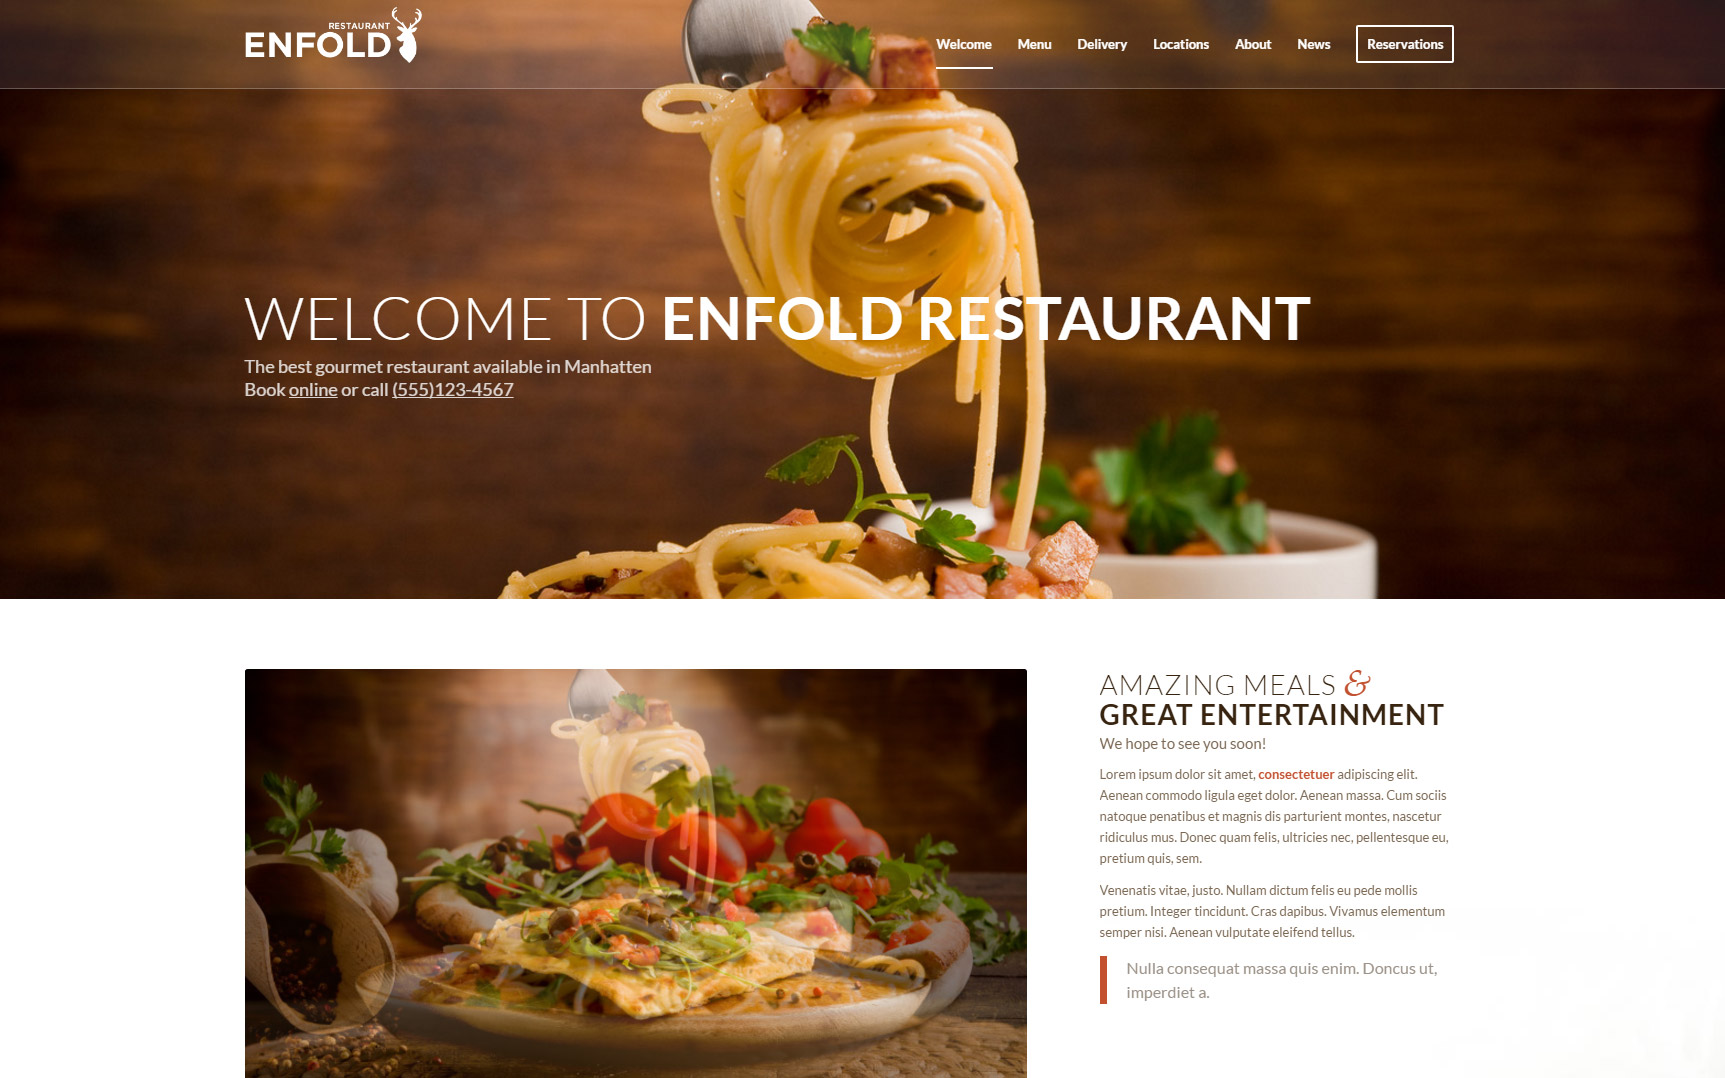 RESTAURANT
ENFOLD
Welcome Menu Delivery Locations About News Reservations
WELCOME TO ENFOLD RESTAURANT
The best gourmet restaurant available in Manhatten
Book online or call (555)123-4567
AMAZING MEALS &
GREAT ENTERTAINMENT
We hope to see you soon!
Lorem ipsum dolor sit amet, consectetuer adipiscing elit.
Aenean commodo ligula eget dolor. Aenean massa. Cum sociis
natoque penatibus et magnis dis parturient montes, nascetur
ridiculus mus. Donec quam felis, ultricies nec, pellentesque eu,
pretium quis, sem.
Venenatis vitae, justo. Nullam dictum felis eu pede mollis
pretium. Integer tincidunt. Cras dapibus. Vivamus elementum
semper nisi. Aenean vulputate eleifend tellus.
Nulla consequat massa quis enim. Doncus ut,
imperdiet a.